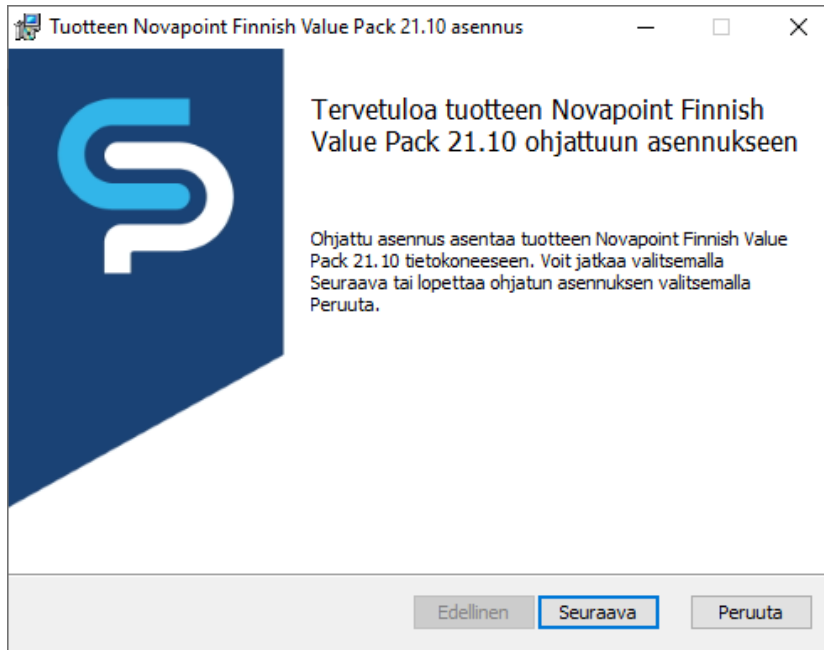 Tuotteen Novapoint Finnish Value Pack 21.10 asennus
Tervetuloa tuotteen Novapoint Finnish
Value Pack 21.10 ohjattuun asennukseen
Ohjattu asennus asentaa tuotteen Novapoint Finnish Value
Pack 21.10 tietokoneeseen. Voit jatkaa valitsemalla
Seuraava tai lopettaa ohjatun asennuksen valitsemalla
Peruuta.
Edellinen
Seuraava
Peruuta